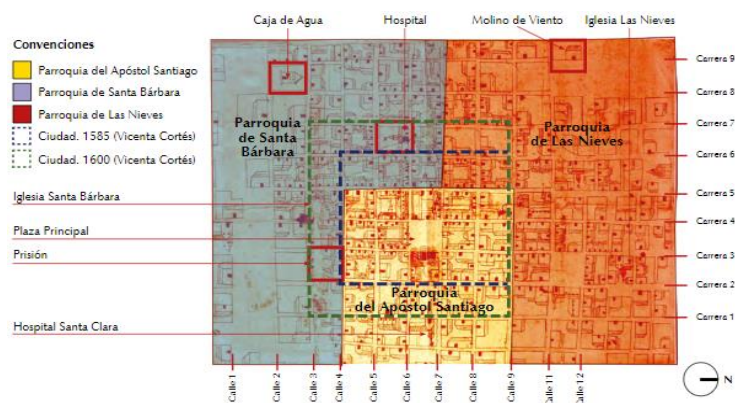 Caja de Agua
Hospital
Molino de Viento
Iglesia Las Nieves
Convenciones
Parroquia del Apóstol Santiago
Parroquia de Santa Bárbara
Parroquia de Las Nieves
Ciudad. 1585 (Vicenta Cortés)
Ciudad. 1600 (Vicenta Cortés)
Iglesia Santa Bárbara
Plaza Principal
Prisión
Hospital Santa Clara
Parroquia
de Santa
Bárbara
Parroquia
de Las Nieves
Parroquia
del Apóstol Santiago
Carrera 9
Carrera 8
Carrera 7
Carrera 6
Carrera 5
Carrera 4
Carrera 3
Carrera 2
Carrera 1
Calle 1
Calle 2
Calle 3
Calle 4
Calle 5
Calle 6
Calle 7
Calle 8
Calle 9
Calle 11
Calle 12
N